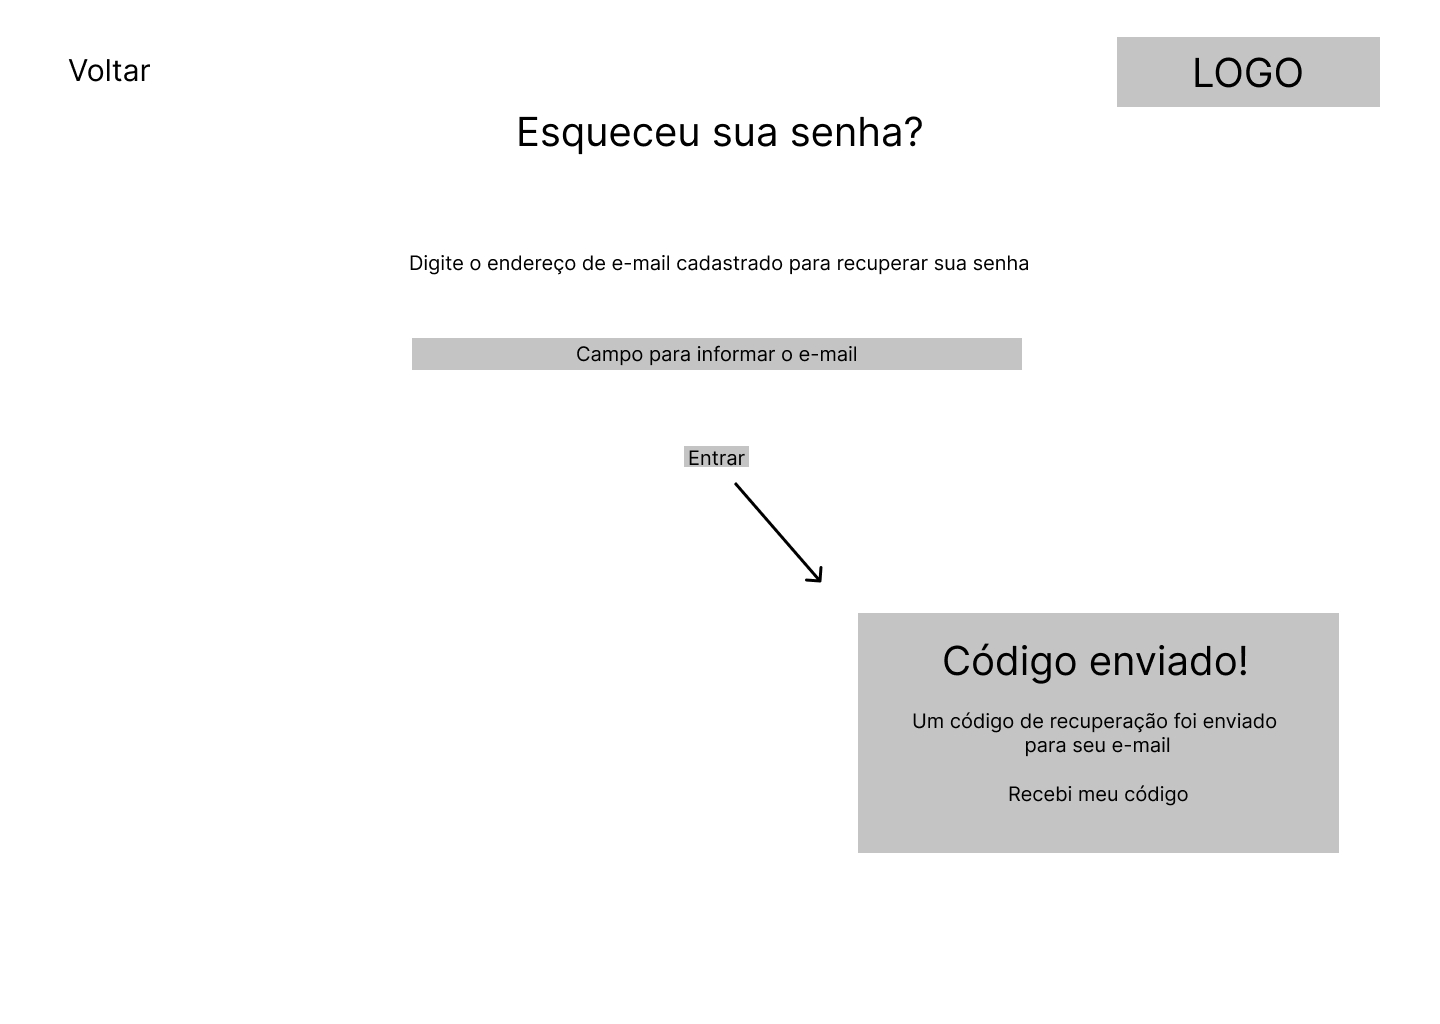 Voltar
LOGO
Esqueceu sua senha?
Digite o endereço de e-mail cadastrado para recuperar sua senha
Campo para informar o e-mail
Entrar
Código enviado!
Um código de recuperação foi enviado
para seu e-mail
Recebi meu código